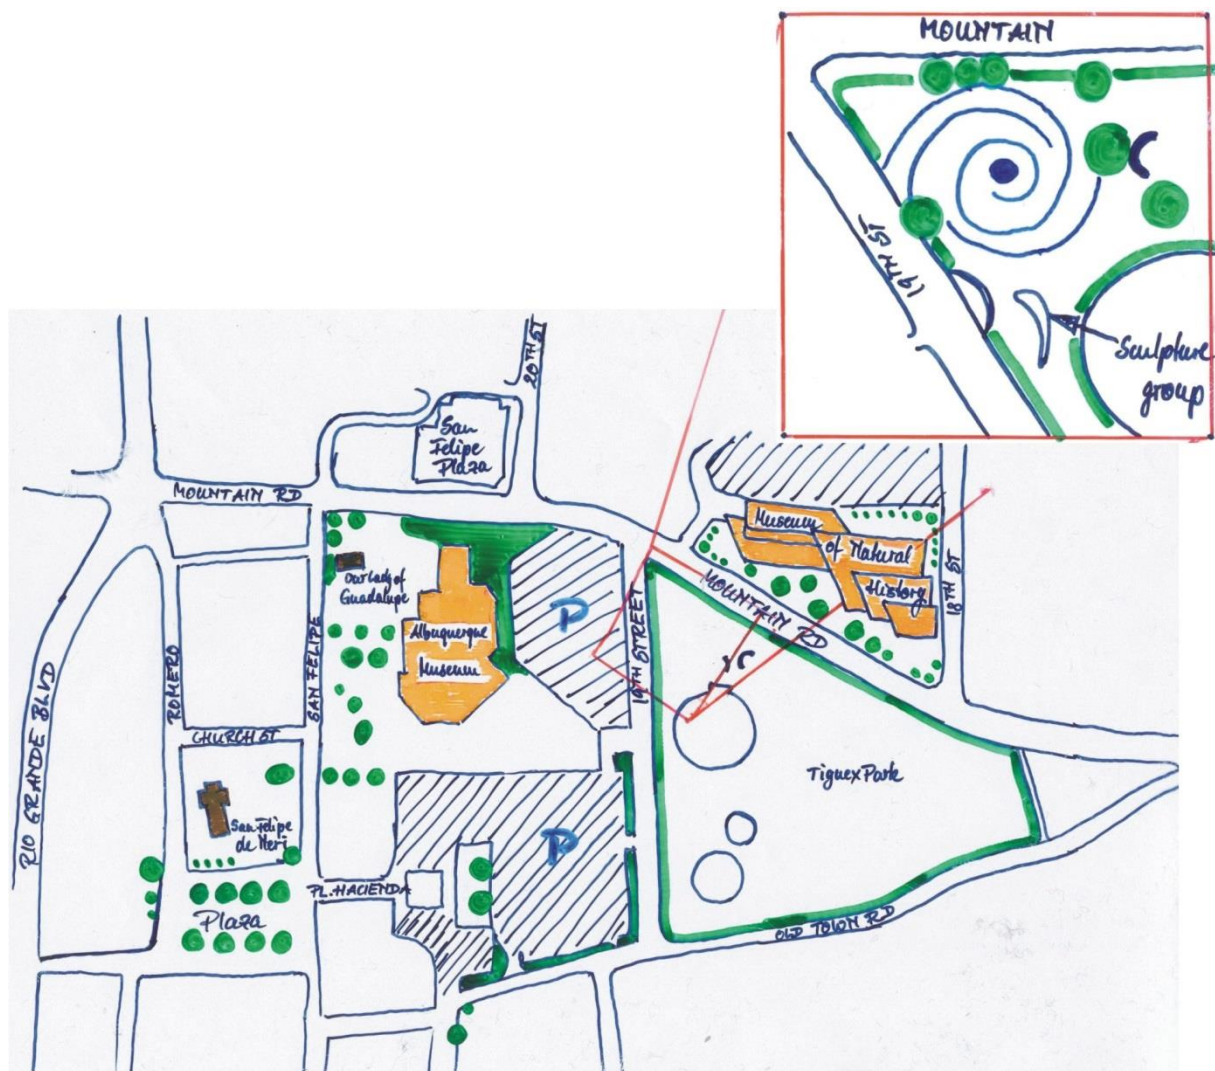 MOUNTAIN
19TH ST
Sculpture
group
20TH ST
San
Felipe
Plaza
MOUNTAIN RD
Museum
of Natural
History
Our Lady of
Guadalupe
P
MOUNTAIN RD
18TH ST
Albuquerque
Museum
19TH STREET
ROMERO
SAN FELIPE
RIO GRANDE BLVD
CHURCH ST
Tiguex Park
San Felipe
de Neri
P
PL. HACIENDA
Plaza
OLD TOWN RD